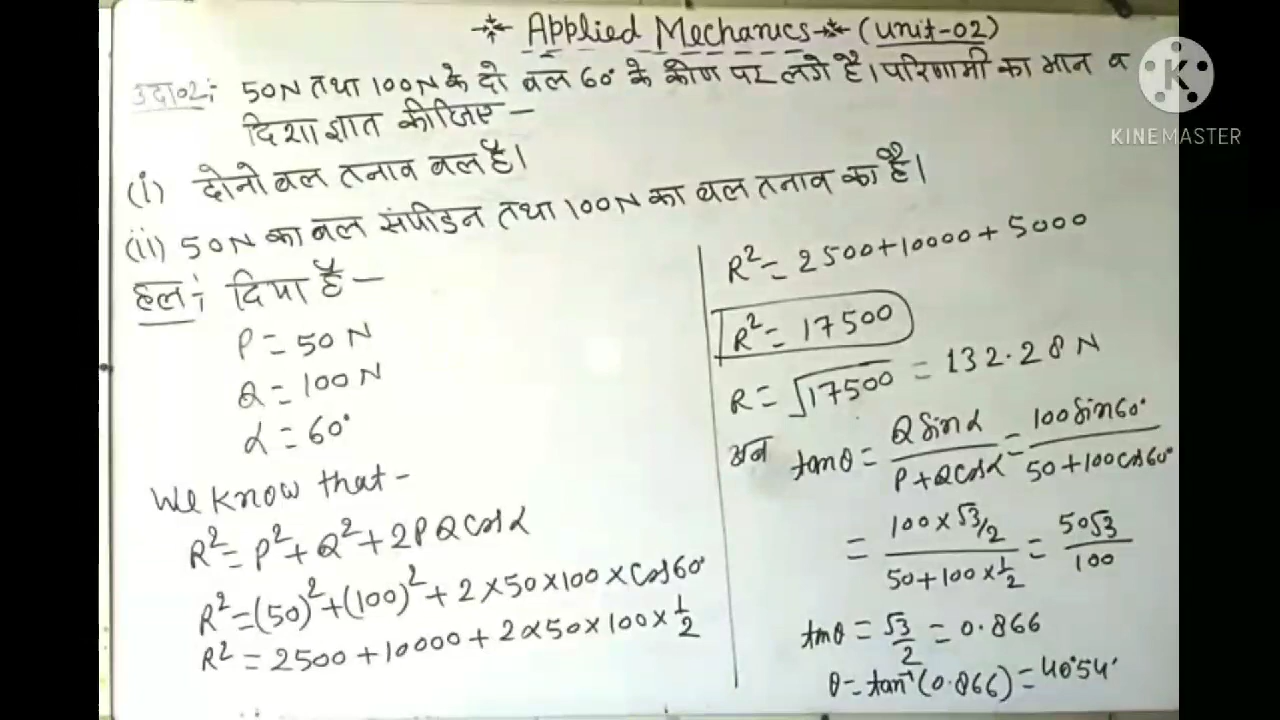 Applied Mechanics (Unit-02)
उदा०2: 50N तथा 100N के दो बल 60° के कोण पर लगे है। परिणामी का मान व
दिशा ज्ञात कीजिए -
(i) दोनो बल तनाव बल है।
(ii) 50N का बल संपीडन तथा 100N का बल तनाव का है।
हल: दिया है -
P = 50 N
Q = 100 N
α = 60°
We know that -
R² = P² + Q² + 2PQ cosα
R² = (50)² + (100)² + 2 × 50 × 100 × cos60°
R² = 2500 + 10000 + 2 × 50 × 100 × 1/2
R² = 2500 + 10000 + 5000
R² = 17500
R = √17500 = 132.28 N
अब tanθ = Q sinα / P + Q cosα = 100 sin60° / 50 + 100 cos60°
= 100 × √3/2 / 50 + 100 × 1/2 = 50√3 / 100
tanθ = √3/2 = 0.866
θ = tan⁻¹(0.866) = 40°54'
KINEMASTER